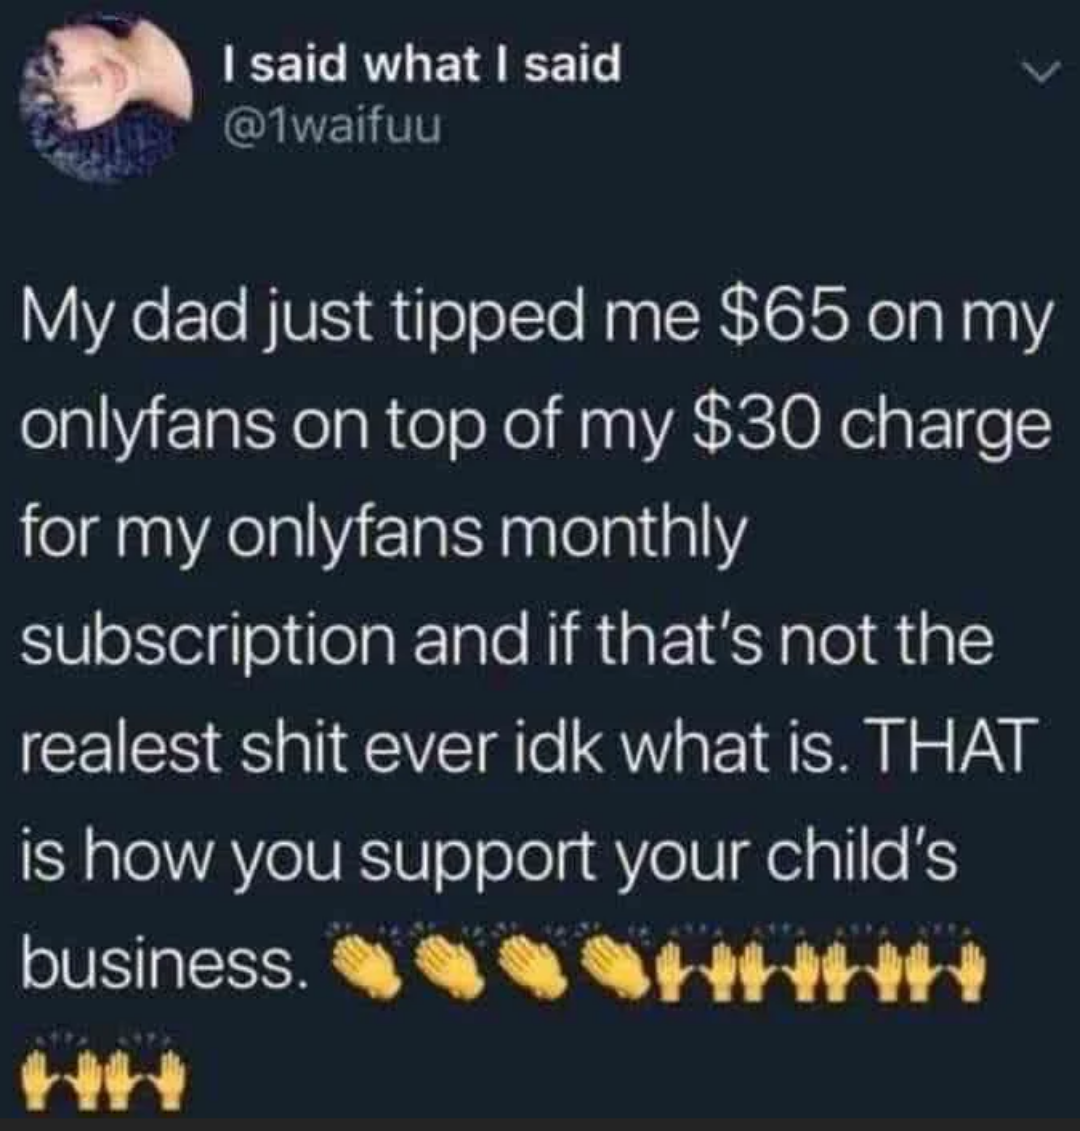 I said what I said
@1waifuu
My dad just tipped me $65 on my
onlyfans on top of my $30 charge
for my onlyfans monthly
subscription and if that's not the
realest shit ever idk what is. THAT
is how you support your child's
business. 👏👏👏👏🙌🙌🙌🙌
🙌🙌